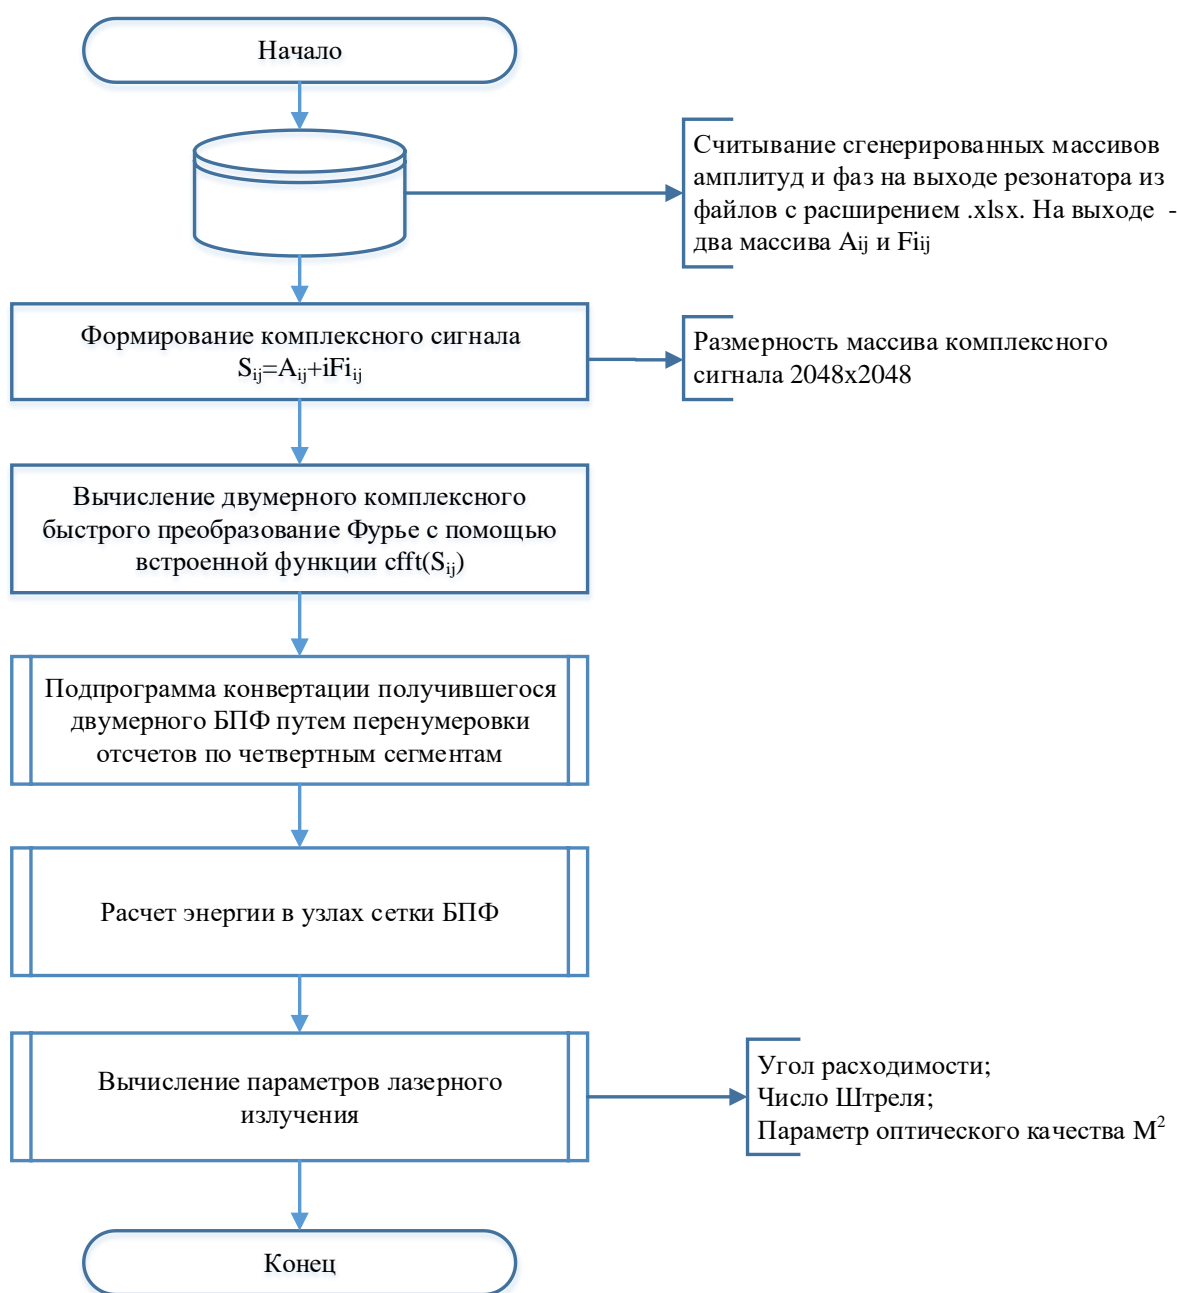 Начало
Считывание сгенерированных массивов
амплитуд и фаз на выходе резонатора из
файлов с расширением .xlsx. На выходе -
два массива Aij и Fiij
Формирование комплексного сигнала
Sij=Aij+iFiij
Размерность массива комплексного
сигнала 2048x2048
Вычисление двумерного комплексного
быстрого преобразование Фурье с помощью
встроенной функции cfft(Sij)
Подпрограмма конвертации получившегося
двумерного БПФ путем перенумеровки
отсчетов по четвертным сегментам
Расчет энергии в узлах сетки БПФ
Вычисление параметров лазерного
излучения
Угол расходимости;
Число Штреля;
Параметр оптического качества M²
Конец